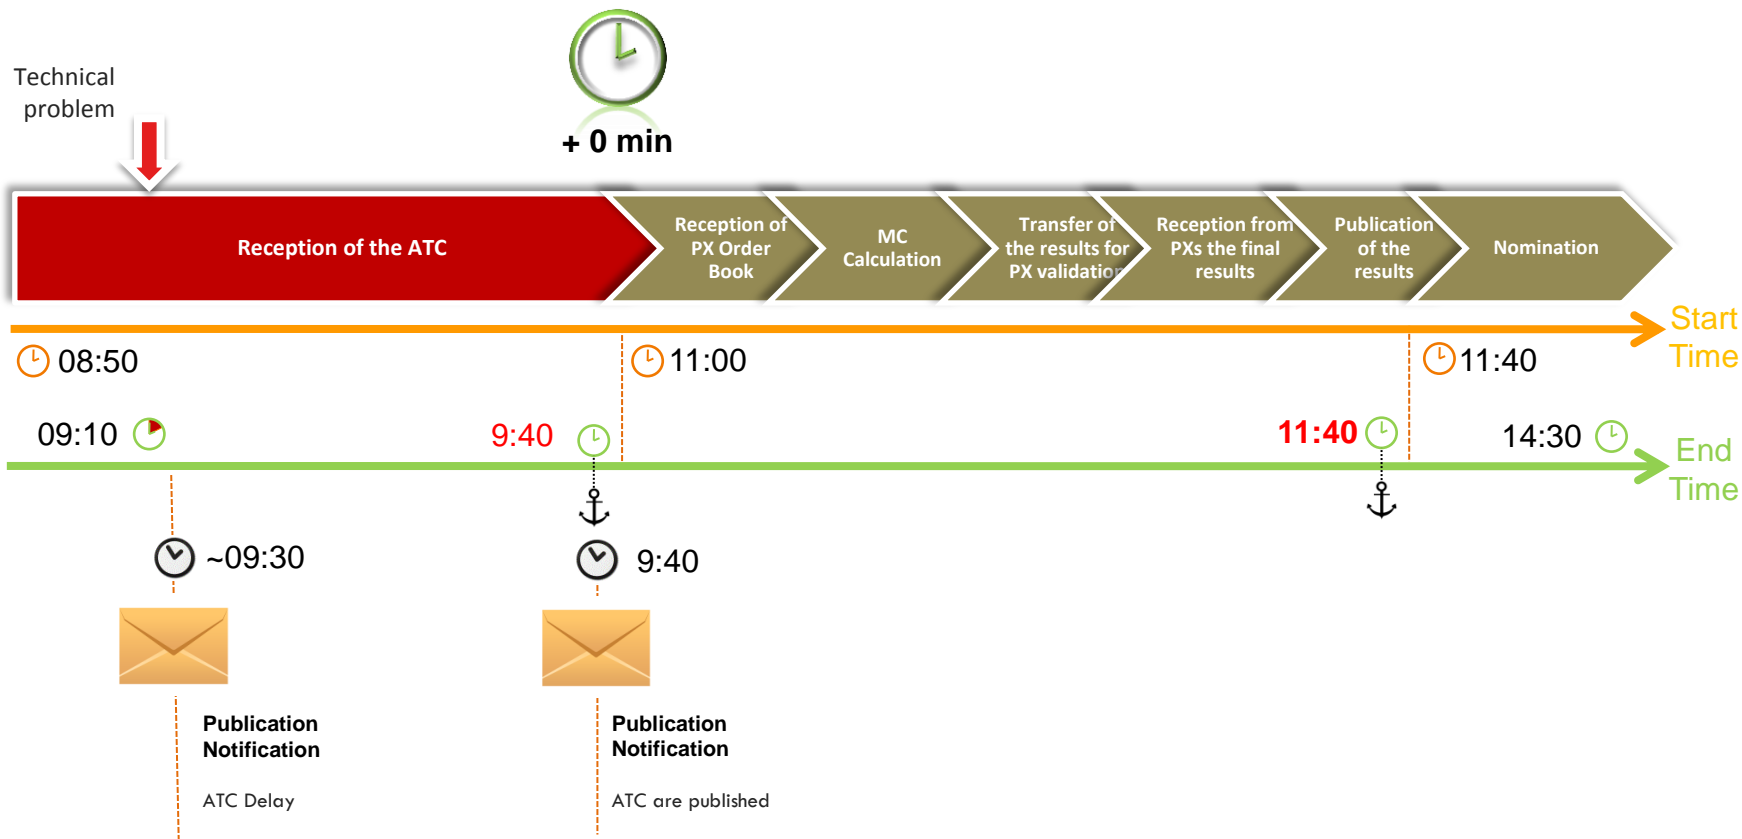 Technical
problem
+ 0 min
Reception of the ATC
Reception of
PX Order
Book
MC
Calculation
Transfer of
the results for
PX validation
Reception from
PXs the final
results
Publication
of the
results
Nomination
Start
Time
08:50
11:00
11:40
09:10
9:40
11:40
14:30
End
Time
~09:30
9:40
Publication
Notification
ATC Delay
Publication
Notification
ATC are published